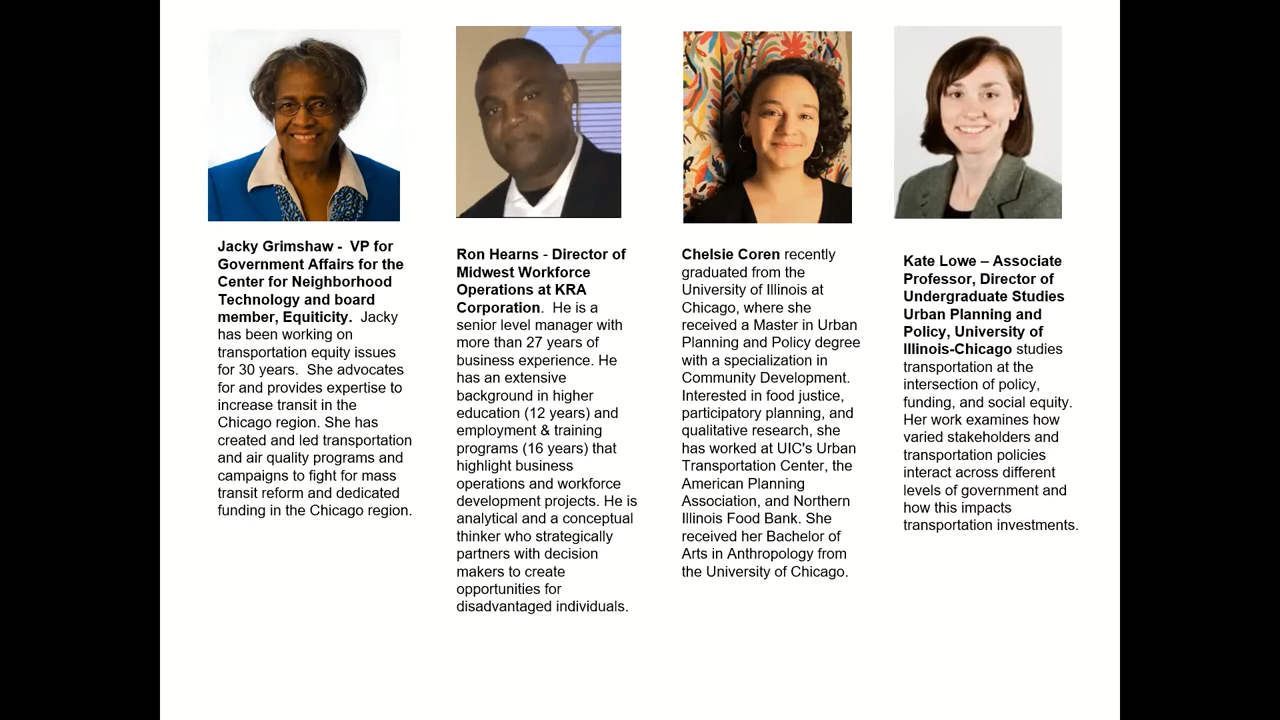 Jacky Grimshaw -  VP for
Government Affairs for the
Center for Neighborhood
Technology and board
member, Equiticity.  Jacky
has been working on
transportation equity issues
for 30 years.  She advocates
for and provides expertise to
increase transit in the
Chicago region. She has
created and led transportation
and air quality programs and
campaigns to fight for mass
transit reform and dedicated
funding in the Chicago region.
Ron Hearns - Director of
Midwest Workforce
Operations at KRA
Corporation.  He is a
senior level manager with
more than 27 years of
business experience. He
has an extensive
background in higher
education (12 years) and
employment & training
programs (16 years) that
highlight business
operations and workforce
development projects. He is
analytical and a conceptual
thinker who strategically
partners with decision
makers to create
opportunities for
disadvantaged individuals.
Chelsie Coren recently
graduated from the
University of Illinois at
Chicago, where she
received a Master in Urban
Planning and Policy degree
with a specialization in
Community Development.
Interested in food justice,
participatory planning, and
qualitative research, she
has worked at UIC's Urban
Transportation Center, the
American Planning
Association, and Northern
Illinois Food Bank. She
received her Bachelor of
Arts in Anthropology from
the University of Chicago.
Kate Lowe – Associate
Professor, Director of
Undergraduate Studies
Urban Planning and
Policy, University of
Illinois-Chicago studies
transportation at the
intersection of policy,
funding, and social equity.
Her work examines how
varied stakeholders and
transportation policies
interact across different
levels of government and
how this impacts
transportation investments.